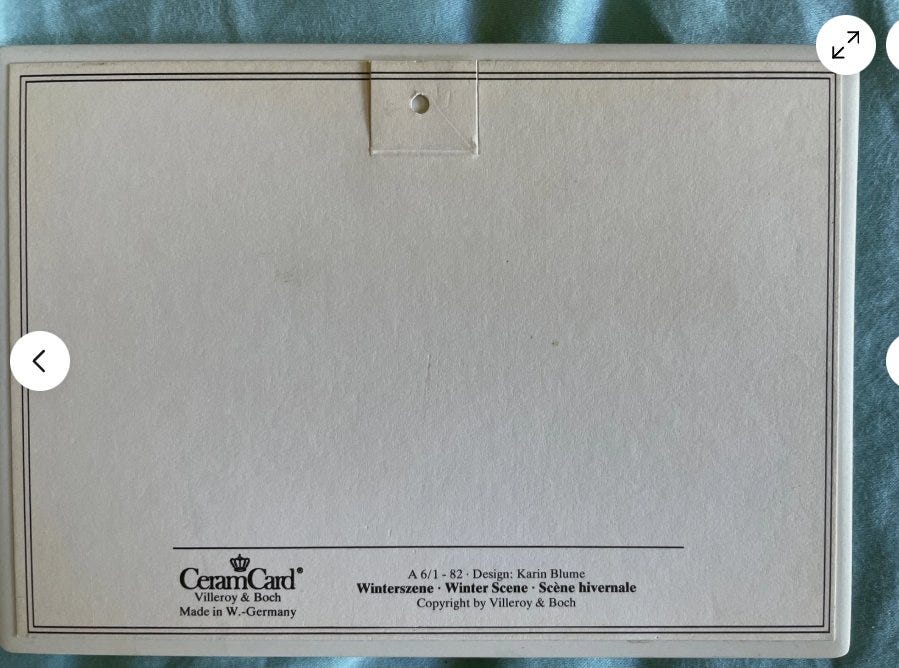 CeramCard®
Villeroy & Boch
Made in W.-Germany
A 6/1 - 82 · Design: Karin Blume
Winterszene · Winter Scene · Scène hivernale
Copyright by Villeroy & Boch